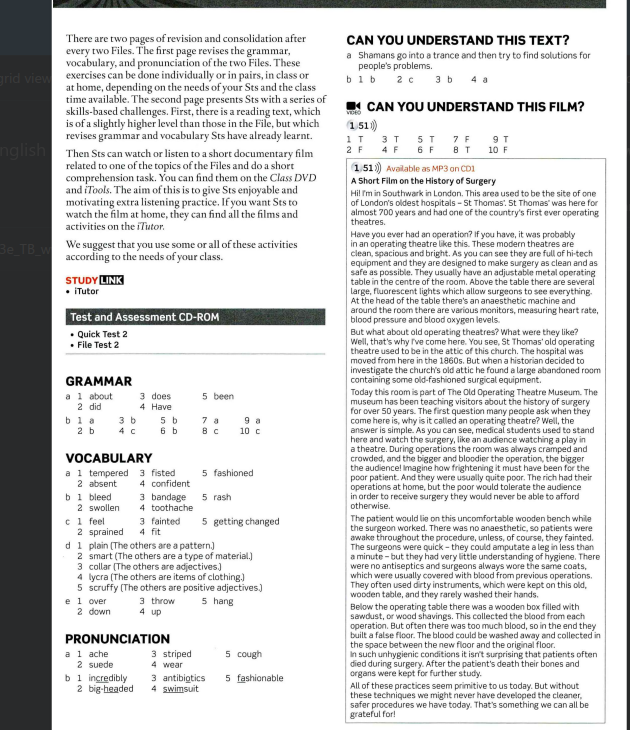 There are two pages of revision and consolidation after
every two Files. The first page revises the grammar,
vocabulary, and pronunciation of the two Files. These
exercises can be done individually or in pairs, in class or
at home, depending on the needs of your Sts and the class
time available. The second page presents Sts with a series of
skills-based challenges. First, there is a reading text, which
is of a slightly higher level than those in the File, but which
revises grammar and vocabulary Sts have already learnt.
Then Sts can watch or listen to a short documentary film
related to one of the topics of the Files and do a short
comprehension task. You can find them on the Class DVD
and iTools. The aim of this is to give Sts enjoyable and
motivating extra listening practice. If you want Sts to
watch the film at home, they can find all the films and
activities on the iTutor.
We suggest that you use some or all of these activities
according to the needs of your class.
STUDY LINK
• iTutor
Test and Assessment CD-ROM
• Quick Test 2
• File Test 2
GRAMMAR
a 1 about 3 does 5 been
2 did 4 Have
b 1 a 3 b 5 b 7 a 9 a
2 b 4 c 6 b 8 c 10 c
VOCABULARY
a 1 tempered 3 fisted 5 fashioned
2 absent 4 confident
b 1 bleed 3 bandage 5 rash
2 swollen 4 toothache
c 1 feel 3 fainted 5 getting changed
2 sprained 4 fit
d 1 plain (The others are a pattern.)
2 smart (The others are a type of material.)
3 collar (The others are adjectives.)
4 lycra (The others are items of clothing.)
5 scruffy (The others are positive adjectives.)
e 1 over 3 throw 5 hang
2 down 4 up
PRONUNCIATION
a 1 ache 3 striped 5 cough
2 suede 4 wear
b 1 incredibly 3 antibiotics 5 fashionable
2 big-headed 4 swimsuit
CAN YOU UNDERSTAND THIS TEXT?
a Shamans go into a trance and then try to find solutions for
people's problems.
b 1 b 2 c 3 b 4 a
VIDEO CAN YOU UNDERSTAND THIS FILM?
1 51))
1 T 3 T 5 T 7 F 9 T
2 F 4 F 6 F 8 T 10 F
1 51)) Available as MP3 on CD1
A Short Film on the History of Surgery
Hi! I'm in Southwark in London. This area used to be the site of one
of London's oldest hospitals – St Thomas'. St Thomas' was here for
almost 700 years and had one of the country's first ever operating
theatres.
Have you ever had an operation? If you have, it was probably
in an operating theatre like this. These modern theatres are
clean, spacious and bright. As you can see they are full of hi-tech
equipment and they are designed to make surgery as clean and as
safe as possible. They usually have an adjustable metal operating
table in the centre of the room. Above the table there are several
large, fluorescent lights which allow surgeons to see everything.
At the head of the table there's an anaesthetic machine and
around the room there are various monitors, measuring heart rate,
blood pressure and blood oxygen levels.
But what about old operating theatres? What were they like?
Well, that's why I've come here. You see, St Thomas' old operating
theatre used to be in the attic of this church. The hospital was
moved from here in the 1860s. But when a historian decided to
investigate the church's old attic he found a large abandoned room
containing some old-fashioned surgical equipment.
Today this room is part of The Old Operating Theatre Museum. The
museum has been teaching visitors about the history of surgery
for over 50 years. The first question many people ask when they
come here is, why is it called an operating theatre? Well, the
answer is simple. As you can see, medical students used to stand
here and watch the surgery, like an audience watching a play in
a theatre. During operations the room was always cramped and
crowded, and the bigger and bloodier the operation, the bigger
the audience! Imagine how frightening it must have been for the
poor patient. And they were usually quite poor. The rich had their
operations at home, but the poor would tolerate the audience
in order to receive surgery they would never be able to afford
otherwise.
The patient would lie on this uncomfortable wooden bench while
the surgeon worked. There was no anaesthetic, so patients were
awake throughout the procedure, unless, of course, they fainted.
The surgeons were quick – they could amputate a leg in less than
a minute – but they had very little understanding of hygiene. There
were no antiseptics and surgeons always wore the same coats,
which were usually covered with blood from previous operations.
They often used dirty instruments, which were kept on this old,
wooden table, and they rarely washed their hands.
Below the operating table there was a wooden box filled with
sawdust, or wood shavings. This collected the blood from each
operation. But often there was too much blood, so in the end they
built a false floor. The blood could be washed away and collected in
the space between the new floor and the original floor.
In such unhygienic conditions it isn't surprising that patients often
died during surgery. After the patient's death their bones and
organs were kept for further study.
All of these practices seem primitive to us today. But without
these techniques we might never have developed the cleaner,
safer procedures we have today. That's something we can all be
grateful for!
grid view
nglish
3e_TB_w